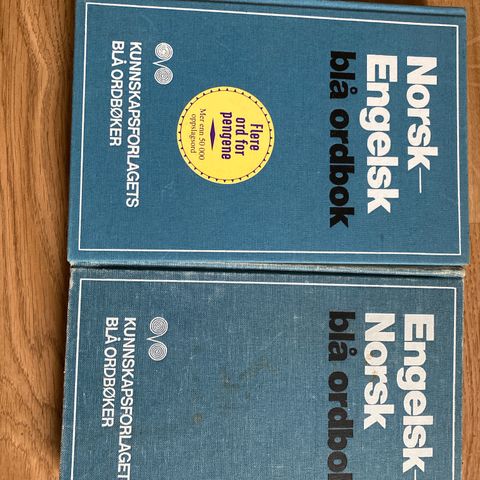 Norsk–
Engelsk
blå ordbok
Flere
ord for
pengene
Mer enn 50 000
oppslagsord
KUNNSKAPSFORLAGETS
BLÅ ORDBØKER
Engelsk–
Norsk
blå ordbok
KUNNSKAPSFORLAGET
BLÅ ORDBØKER